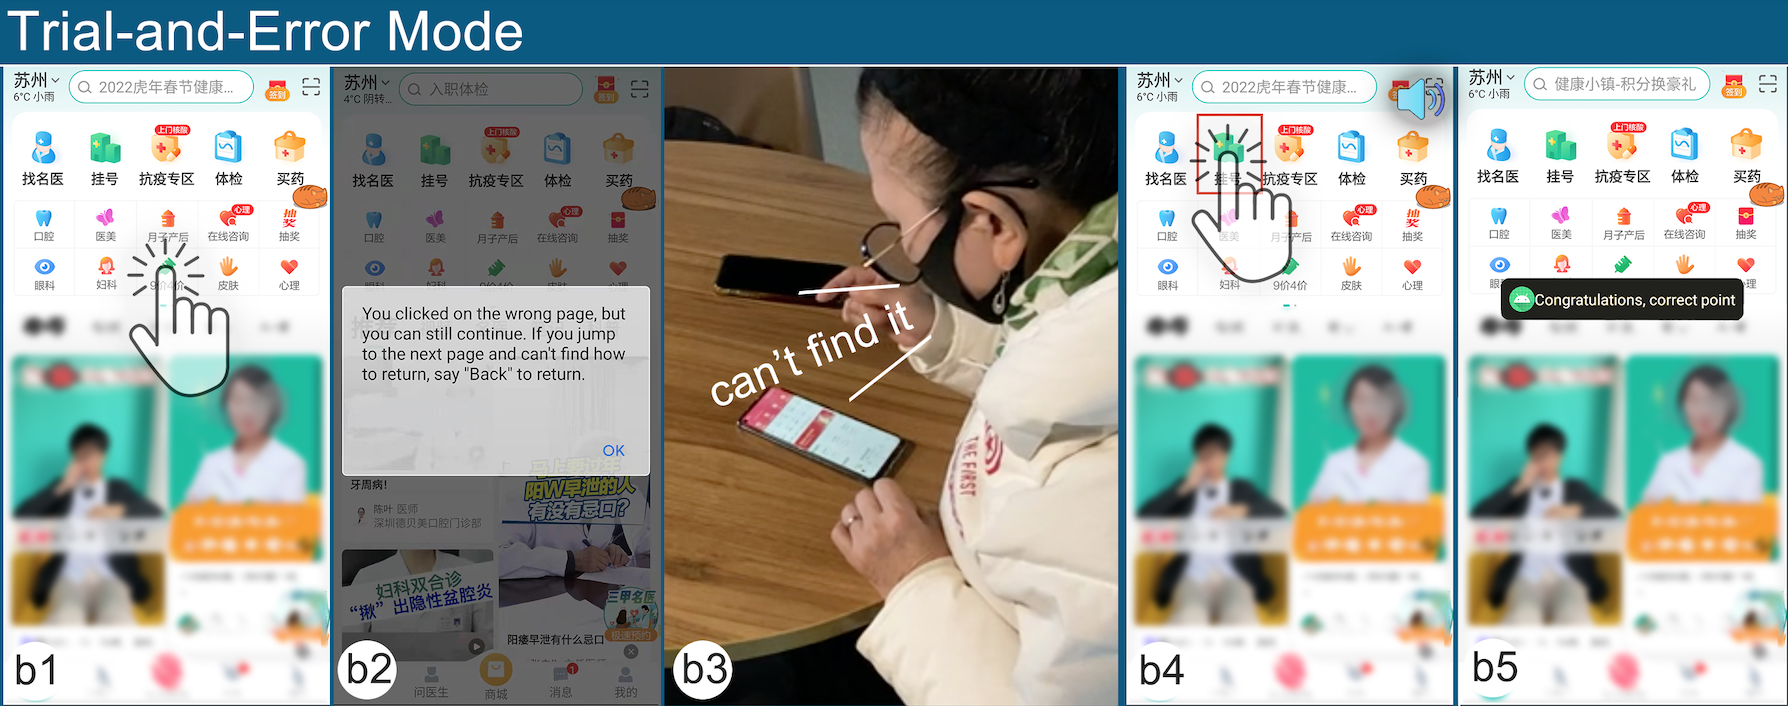 Trial-and-Error Mode
苏州
6°C 小雨
2022虎年春节健康...
签到
上门核酸
找名医
挂号
抗疫专区
体检
买药
心理
抽奖
口腔
医美
月子产后
在线咨询
抽奖
眼科
妇科
9价4价
皮肤
心理
b1
苏州
4°C 阴转...
入职体检
签到
上门核酸
找名医
挂号
抗疫专区
体检
买药
心理
口腔
医美
月子产后
在线咨询
抽奖
眼科
妇科
9价4价
皮肤
心理
You clicked on the wrong page, but
you can still continue. If you jump
to the next page and can't find how
to return, say "Back" to return.
OK
牙周病!
陈叶 医师
深圳德贝美口腔门诊部
马上要过年
阳W早泄的人
有没有忌口?
妇科双合诊
“揪”出隐性盆腔炎
三甲名医
极速预约
阳痿早泄有什么忌口
问医生
商城
1
消息
我的
b2
can't find it
THE FIRST
b3
苏州
6°C 小雨
2022虎年春节健康...
上门核酸
找名医
挂号
抗疫专区
体检
买药
心理
抽奖
口腔
医美
月子产后
在线咨询
抽奖
眼科
妇科
9价4价
皮肤
心理
b4
苏州
6°C 小雨
健康小镇-积分换豪礼
签到
上门核酸
找名医
挂号
抗疫专区
体检
买药
心理
口腔
医美
月子产后
在线咨询
抽奖
Congratulations, correct point
b5